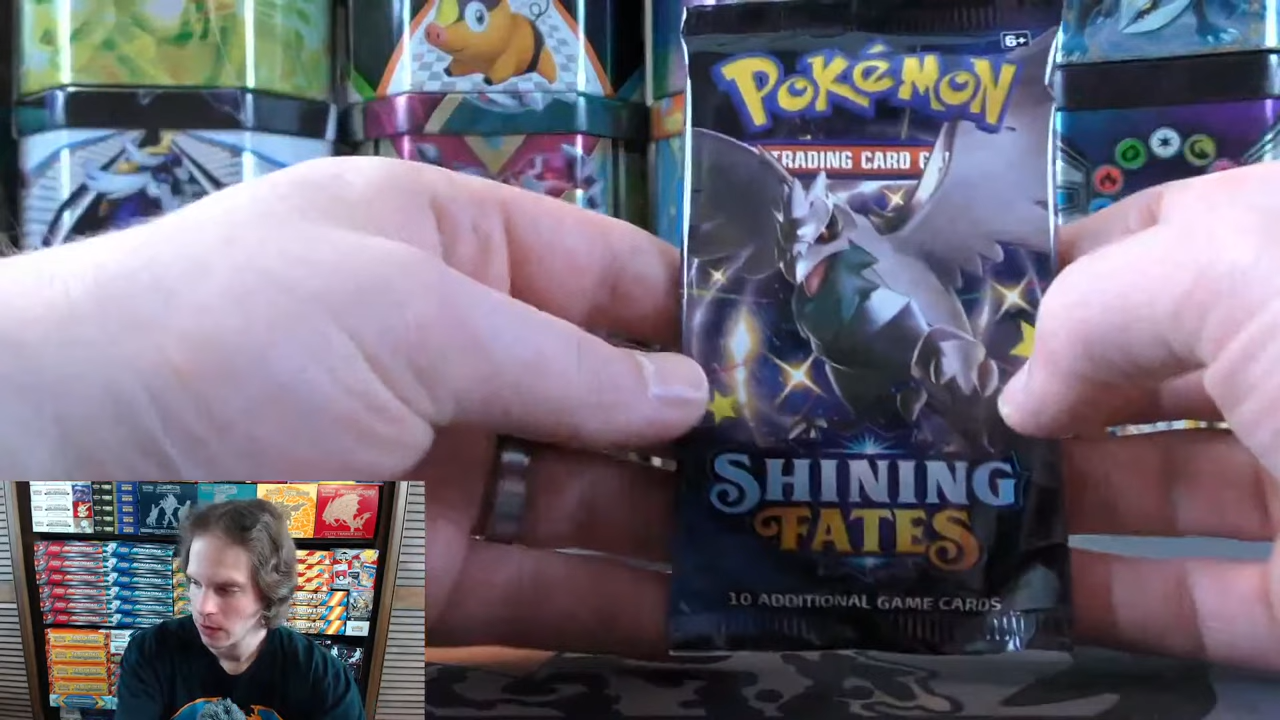 6+
POKéMON
TRADING CARD G
SHINING
FATES
10 ADDITIONAL GAME CARDS